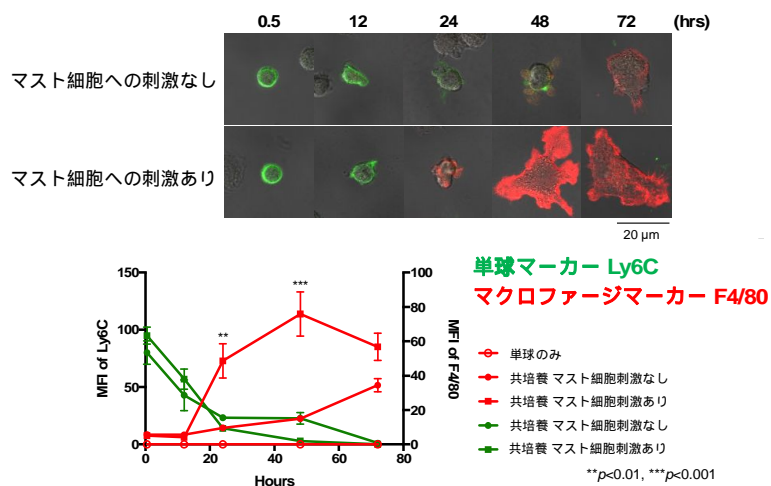 0.5 12 24 48 72 (hrs)
マスト細胞への刺激なし
マスト細胞への刺激あり
20 μm
単球マーカー Ly6C
マクロファージマーカー F4/80
150
100
50
0
MFI of Ly6C
** ***
100
80
60
40
20
0
MFI of F4/80
0 20 40 60 80
Hours
単球のみ
共培養 マスト細胞刺激なし
共培養 マスト細胞刺激あり
共培養 マスト細胞刺激なし
共培養 マスト細胞刺激あり
**p<0.01, ***p<0.001